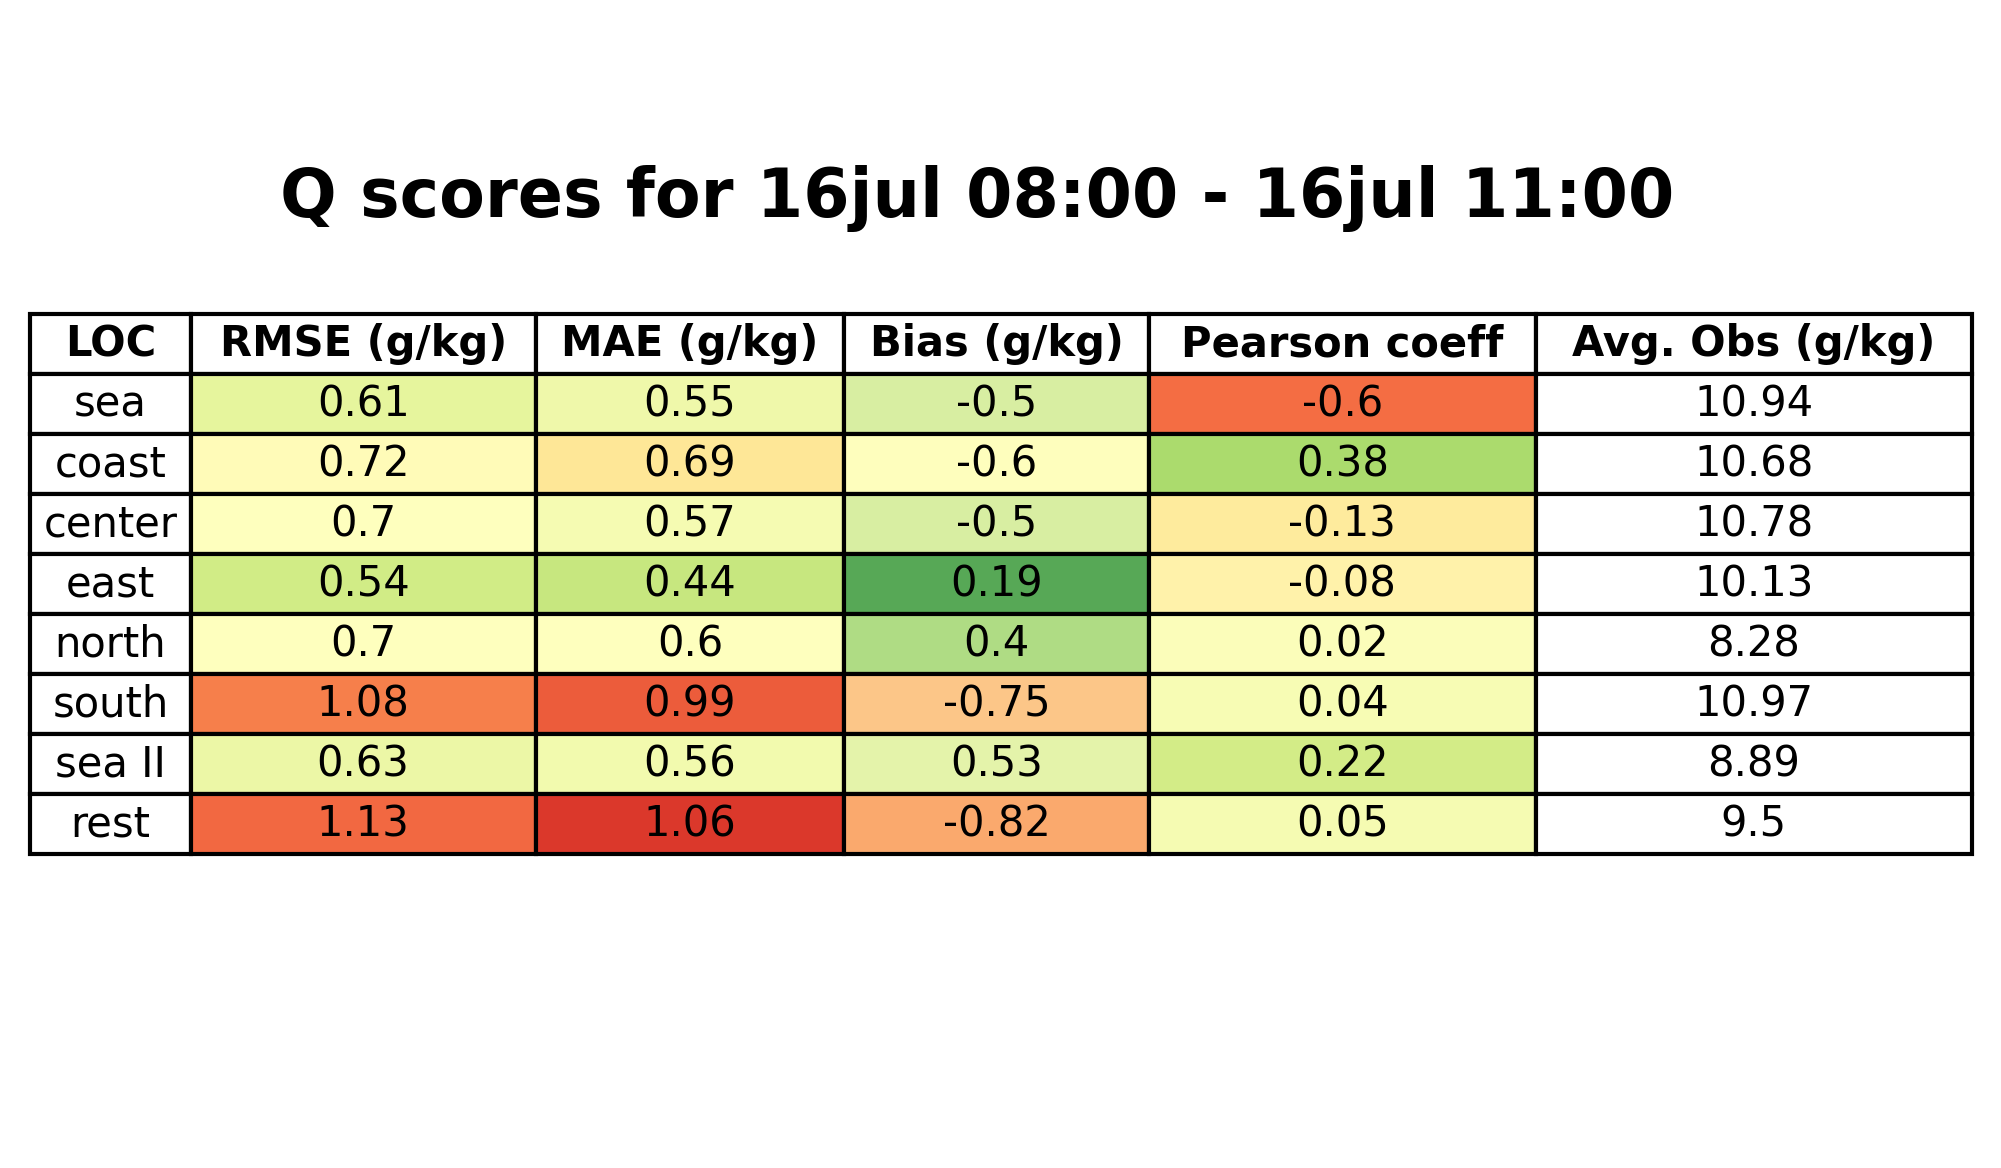 Q scores for 16jul 08:00 - 16jul 11:00
LOC RMSE (g/kg) MAE (g/kg) Bias (g/kg) Pearson coeff Avg. Obs (g/kg)
sea 0.61 0.55 -0.5 -0.6 10.94
coast 0.72 0.69 -0.6 0.38 10.68
center 0.7 0.57 -0.5 -0.13 10.78
east 0.54 0.44 0.19 -0.08 10.13
north 0.7 0.6 0.4 0.02 8.28
south 1.08 0.99 -0.75 0.04 10.97
sea II 0.63 0.56 0.53 0.22 8.89
rest 1.13 1.06 -0.82 0.05 9.5